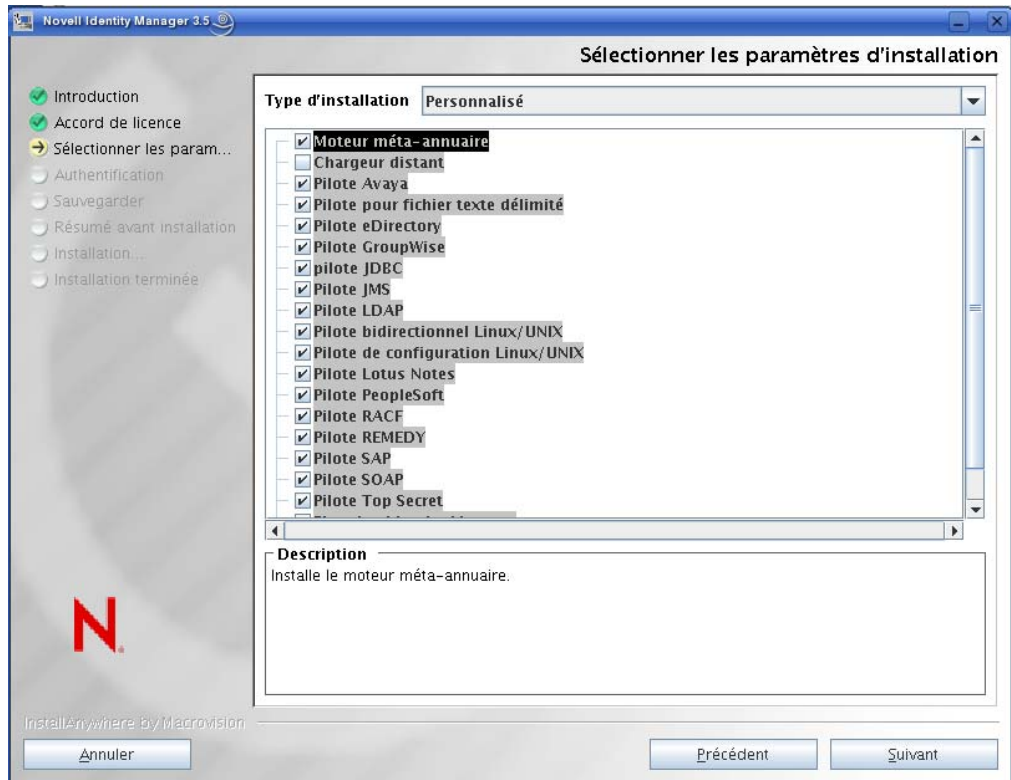 Novell Identity Manager 3.5
Sélectionner les paramètres d'installation
Introduction
Accord de licence
Sélectionner les param...
Authentification
Sauvegarder
Résumé avant installation
Installation...
Installation terminée
Type d'installation Personnalisé
Moteur méta-annuaire
Chargeur distant
Pilote Avaya
Pilote pour fichier texte délimité
Pilote eDirectory
Pilote GroupWise
pilote JDBC
Pilote JMS
Pilote LDAP
Pilote bidirectionnel Linux/UNIX
Pilote de configuration Linux/UNIX
Pilote Lotus Notes
Pilote PeopleSoft
Pilote RACF
Pilote REMEDY
Pilote SAP
Pilote SOAP
Pilote Top Secret
Description
Installe le moteur méta-annuaire.
N
InstallAnywhere by Macrovision
Annuler
Précédent
Suivant